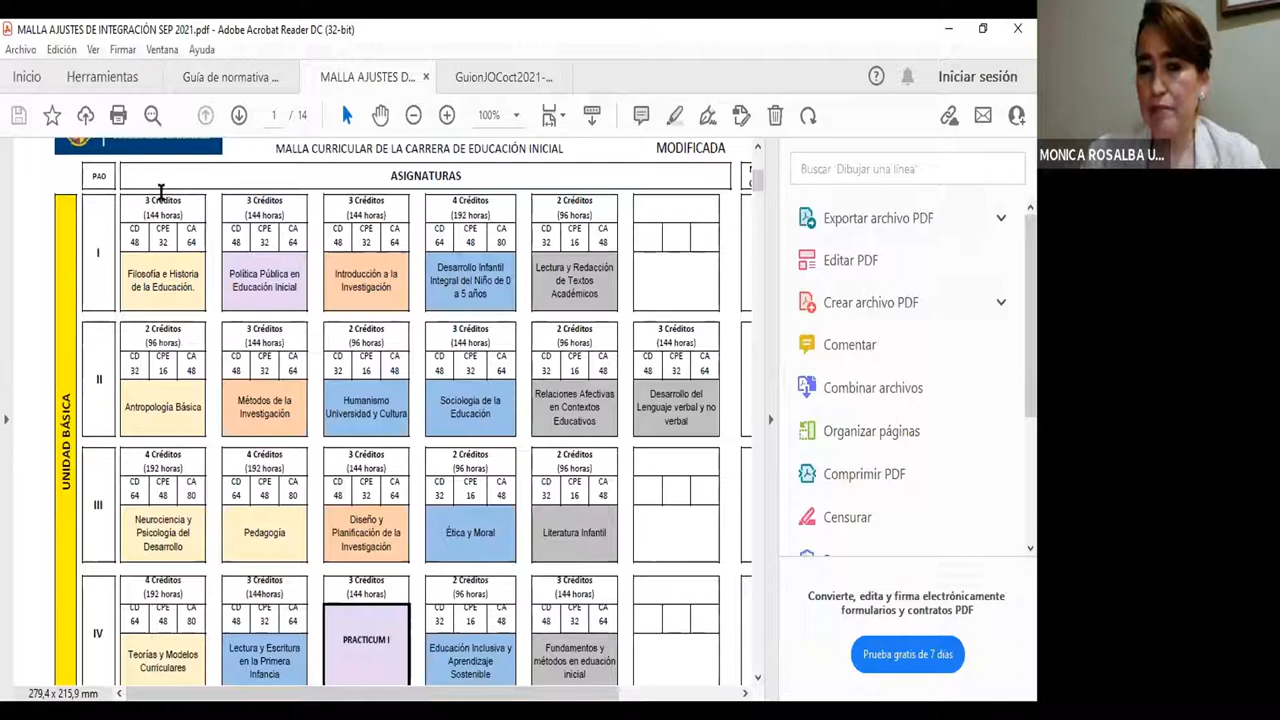 MALLA AJUSTES DE INTEGRACIÓN SEP 2021.pdf - Adobe Acrobat Reader DC (32-bit)
Archivo Edición Ver Firmar Ventana Ayuda
Inicio Herramientas Guía de normativa ... MALLA AJUSTES D... × GuionJOCoct2021-... Iniciar sesión
1 / 14 100%
MALLA CURRICULAR DE LA CARRERA DE EDUCACIÓN INICIAL MODIFICADA
PAO ASIGNATURAS
UNIDAD BÁSICA
I
3 Créditos 3 Créditos 3 Créditos 4 Créditos 2 Créditos
(144 horas) (144 horas) (144 horas) (192 horas) (96 horas)
CD CPE CA CD CPE CA CD CPE CA CD CPE CA CD CPE CA
48 32 64 48 32 64 48 32 64 64 48 80 32 16 48
Filosofía e Historia
de la Educación.
Política Pública en
Educación Inicial
Introducción a la
Investigación
Desarrollo Infantil
Integral del Niño de 0
a 5 años
Lectura y Redacción
de Textos
Académicos
II
2 Créditos 3 Créditos 2 Créditos 3 Créditos 2 Créditos 3 Créditos
(96 horas) (144 horas) (96 horas) (144 horas) (96 horas) (144 horas)
CD CPE CA CD CPE CA CD CPE CA CD CPE CA CD CPE CA CD CPE CA
32 16 48 48 32 64 32 16 48 48 32 64 32 16 48 48 32 64
Antropología Básica
Métodos de la
Investigación
Humanismo
Universidad y Cultura
Sociologia de la
Educación
Relaciones Afectivas
en Contextos
Educativos
Desarrollo del
Lenguaje verbal y no
verbal
III
4 Créditos 4 Créditos 3 Créditos 2 Créditos 2 Créditos
(192 horas) (192 horas) (144 horas) (96 horas) (96 horas)
CD CPE CA CD CPE CA CD CPE CA CD CPE CA CD CPE CA
64 48 80 64 48 80 48 32 64 32 16 48 32 16 48
Neurociencia y
Psicología del
Desarrollo
Pedagogía
Diseño y
Planificación de la
Investigación
Ética y Moral
Literatura Infantil
IV
4 Créditos 3 Créditos 3 Créditos 2 Créditos 3 Créditos
(192 horas) (144horas) (144 horas) (96 horas) (144 horas)
CD CPE CA CD CPE CA CD CPE CA CD CPE CA
64 48 80 48 32 64 32 16 48 48 32 64
Teorías y Modelos
Curriculares
Lectura y Escritura
en la Primera
Infancia
PRACTICUM I
Educación Inclusiva y
Aprendizaje
Sostenible
Fundamentos y
métodos en eduación
inicial
279,4 x 215,9 mm
Buscar 'Dibujar una línea'
Exportar archivo PDF
Editar PDF
Crear archivo PDF
Comentar
Combinar archivos
Organizar páginas
Comprimir PDF
Censurar
Convierte, edita y firma electrónicamente
formularios y contratos PDF
Prueba gratis de 7 días
MONICA ROSALBA U...